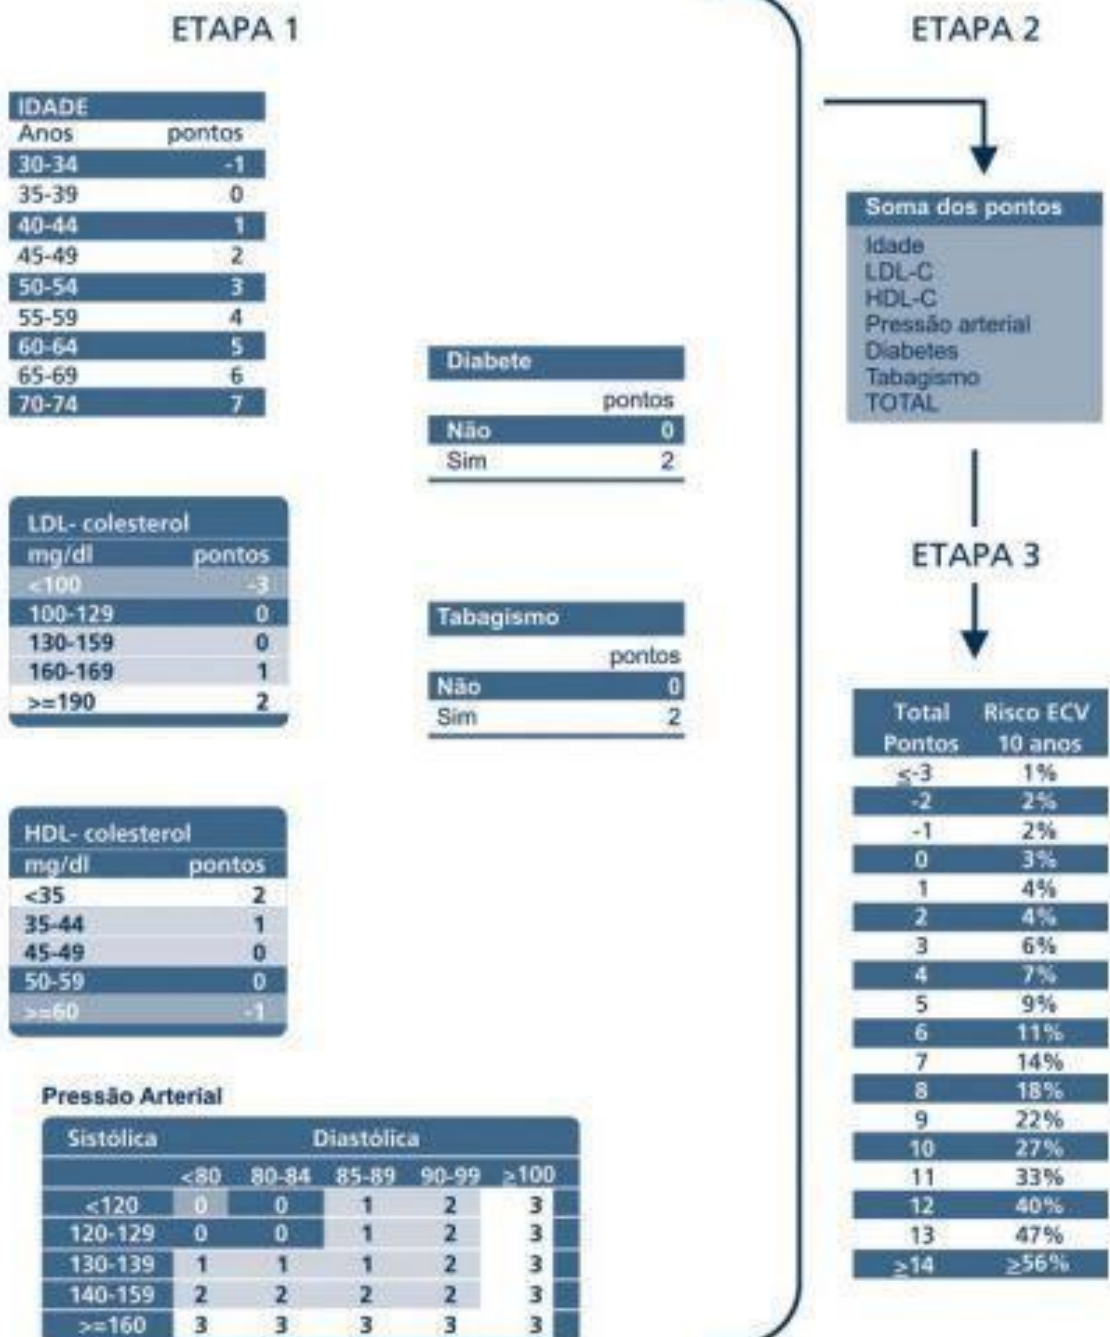 ETAPA 1
IDADE
Anos pontos
30-34 -1
35-39 0
40-44 1
45-49 2
50-54 3
55-59 4
60-64 5
65-69 6
70-74 7
LDL- colesterol
mg/dl pontos
<100 -3
100-129 0
130-159 0
160-169 1
>=190 2
HDL- colesterol
mg/dl pontos
<35 2
35-44 1
45-49 0
50-59 0
>=60 -1
Diabete
pontos
Não 0
Sim 2
Tabagismo
pontos
Não 0
Sim 2
Pressão Arterial
Sistólica Diastólica
<80 80-84 85-89 90-99 ≥100
<120 0 0 1 2 3
120-129 0 0 1 2 3
130-139 1 1 1 2 3
140-159 2 2 2 2 3
>=160 3 3 3 3 3
ETAPA 2
Soma dos pontos
Idade
LDL-C
HDL-C
Pressão arterial
Diabetes
Tabagismo
TOTAL
ETAPA 3
Total Risco ECV
Pontos 10 anos
≤-3 1%
-2 2%
-1 2%
0 3%
1 4%
2 4%
3 6%
4 7%
5 9%
6 11%
7 14%
8 18%
9 22%
10 27%
11 33%
12 40%
13 47%
≥14 ≥56%